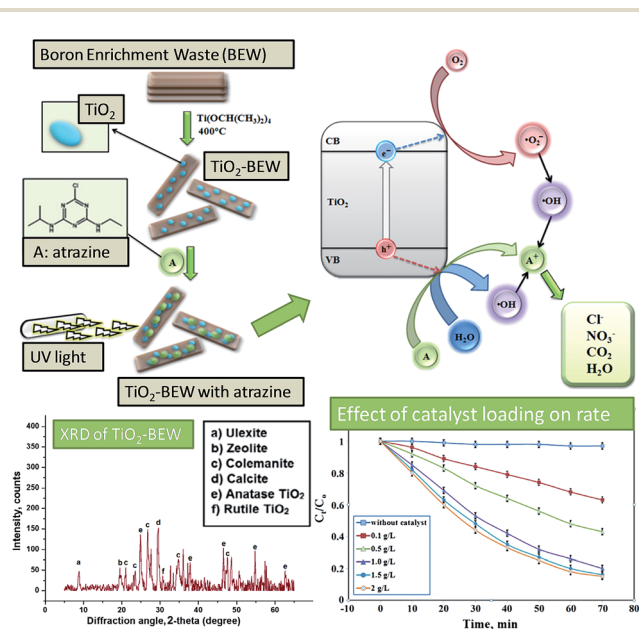 Boron Enrichment Waste (BEW)
TiO2
Ti(OCH(CH3)2)4
400°C
TiO2-BEW
Cl
N
N
N
N
N
H
H
A: atrazine
A
UV light
TiO2-BEW with atrazine
O2
CB
e-
•O2-
TiO2
•OH
VB
h+
A+
•OH
H2O
A
Cl-
NO3-
CO2
H2O
XRD of TiO2-BEW
a) Ulexite
b) Zeolite
c) Colemanite
d) Calcite
e) Anatase TiO2
f) Rutile TiO2
Intensity, counts
400
350
300
250
200
150
100
50
0
a
b c
c
e
c
d
f
c
e
e
c
e
e
0 10 20 30 40 50 60 70
Diffraction angle, 2-theta (degree)
Effect of catalyst loading on rate
Ct/Co
1
0.8
0.6
0.4
0.2
0
without catalyst
0.1 g/L
0.5 g/L
1.0 g/L
1.5 g/L
2 g/L
-10 0 10 20 30 40 50 60 70 80
Time, min